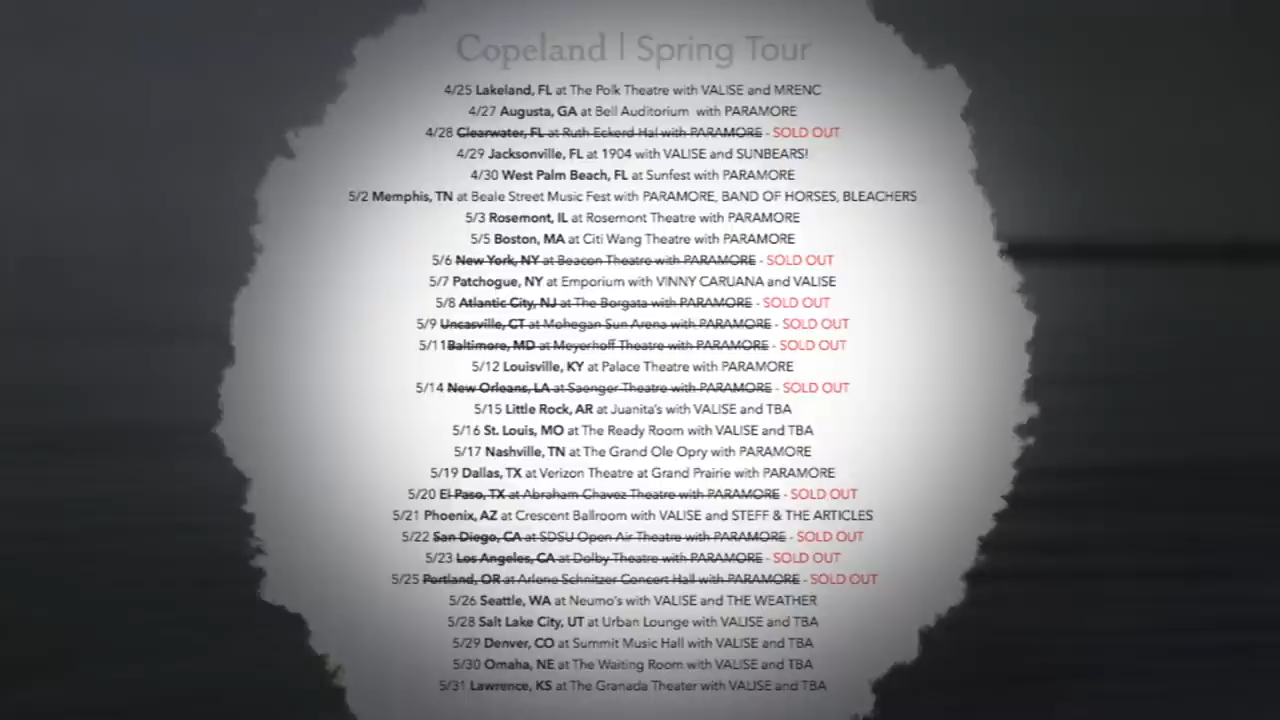 Copeland | Spring Tour
4/25 Lakeland, FL at The Polk Theatre with VALISE and MRENC
4/27 Augusta, GA at Bell Auditorium with PARAMORE
4/28 Clearwater, FL at Ruth Eckerd Hal with PARAMORE - SOLD OUT
4/29 Jacksonville, FL at 1904 with VALISE and SUNBEARS!
4/30 West Palm Beach, FL at Sunfest with PARAMORE
5/2 Memphis, TN at Beale Street Music Fest with PARAMORE, BAND OF HORSES, BLEACHERS
5/3 Rosemont, IL at Rosemont Theatre with PARAMORE
5/5 Boston, MA at Citi Wang Theatre with PARAMORE
5/6 New York, NY at Beacon Theatre with PARAMORE - SOLD OUT
5/7 Patchogue, NY at Emporium with VINNY CARUANA and VALISE
5/8 Atlantic City, NJ at The Borgata with PARAMORE - SOLD OUT
5/9 Uncasville, CT at Mohegan Sun Arena with PARAMORE - SOLD OUT
5/11Baltimore, MD at Meyerhoff Theatre with PARAMORE - SOLD OUT
5/12 Louisville, KY at Palace Theatre with PARAMORE
5/14 New Orleans, LA at Saenger Theatre with PARAMORE - SOLD OUT
5/15 Little Rock, AR at Juanita's with VALISE and TBA
5/16 St. Louis, MO at The Ready Room with VALISE and TBA
5/17 Nashville, TN at The Grand Ole Opry with PARAMORE
5/19 Dallas, TX at Verizon Theatre at Grand Prairie with PARAMORE
5/20 El Paso, TX at Abraham Chavez Theatre with PARAMORE - SOLD OUT
5/21 Phoenix, AZ at Crescent Ballroom with VALISE and STEFF & THE ARTICLES
5/22 San Diego, CA at SDSU Open Air Theatre with PARAMORE - SOLD OUT
5/23 Los Angeles, CA at Dolby Theatre with PARAMORE - SOLD OUT
5/25 Portland, OR at Arlene Schnitzer Concert Hall with PARAMORE - SOLD OUT
5/26 Seattle, WA at Neumo's with VALISE and THE WEATHER
5/28 Salt Lake City, UT at Urban Lounge with VALISE and TBA
5/29 Denver, CO at Summit Music Hall with VALISE and TBA
5/30 Omaha, NE at The Waiting Room with VALISE and TBA
5/31 Lawrence, KS at The Granada Theater with VALISE and TBA